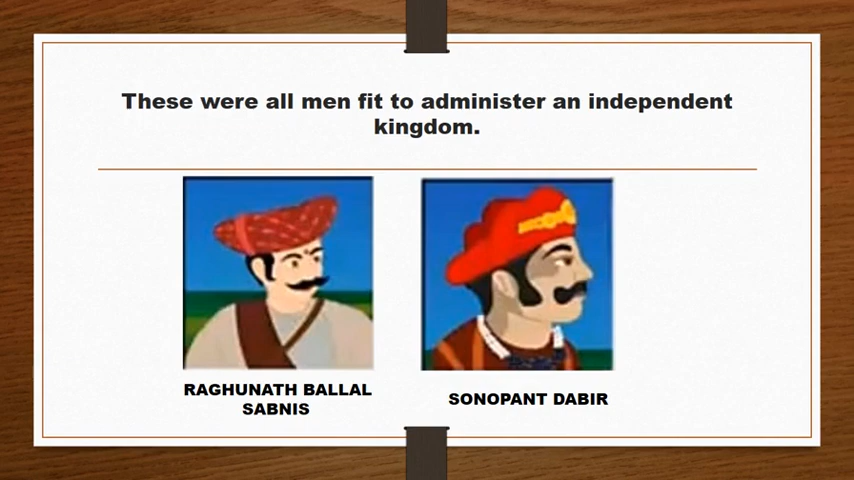 These were all men fit to administer an independent
kingdom.
RAGHUNATH BALLAL
SABNIS
SONOPANT DABIR